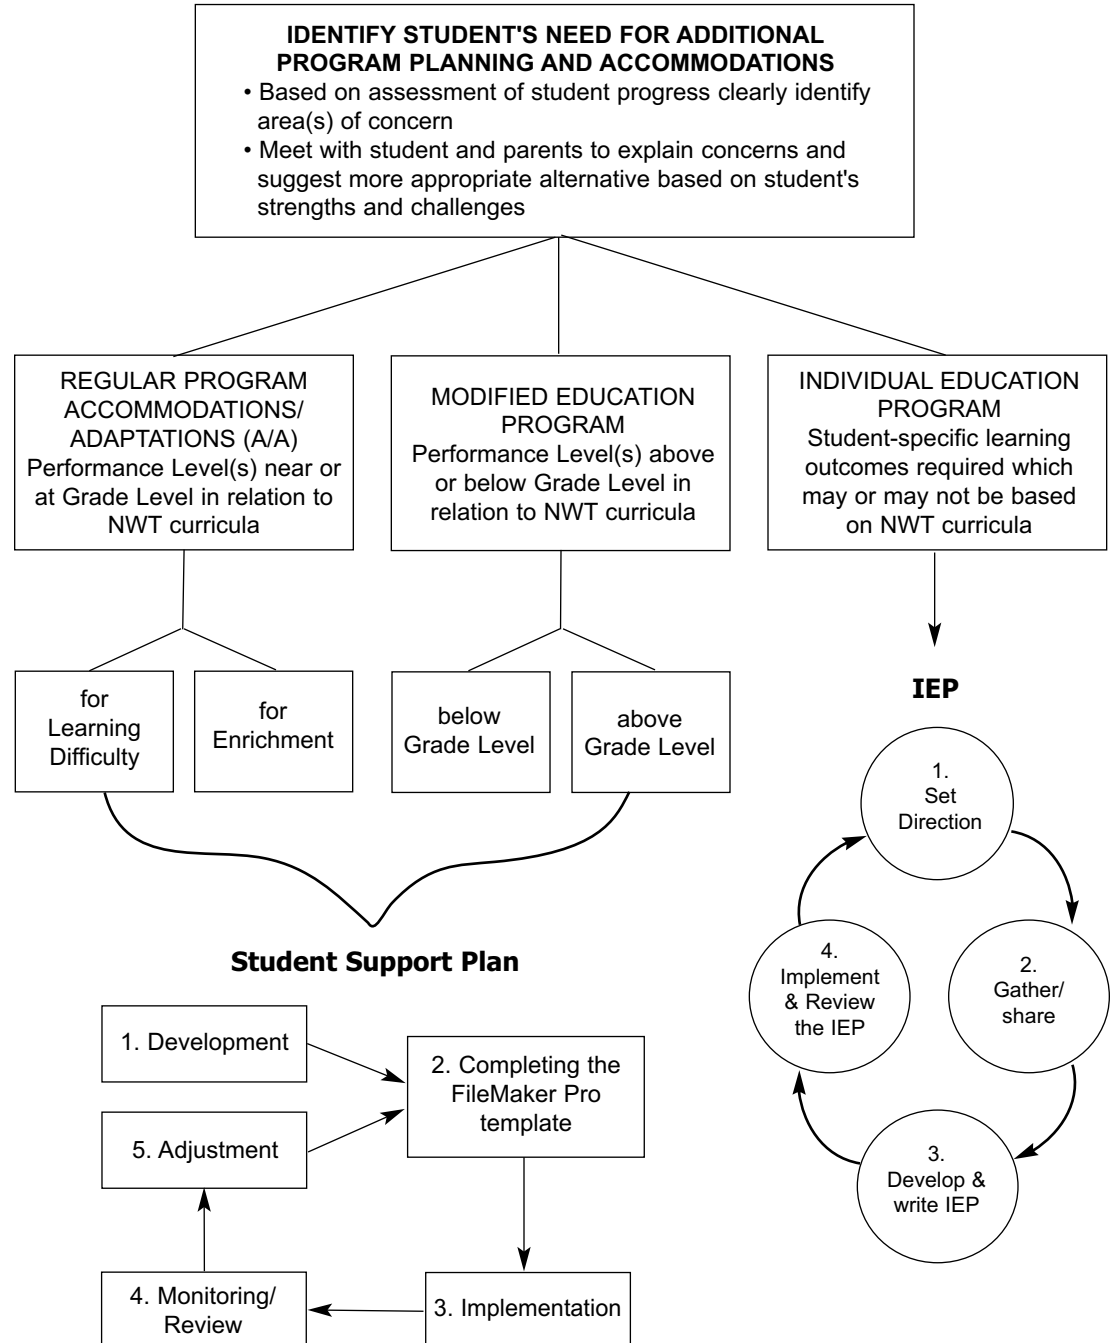 IDENTIFY STUDENT'S NEED FOR ADDITIONAL
PROGRAM PLANNING AND ACCOMMODATIONS
• Based on assessment of student progress clearly identify
area(s) of concern
• Meet with student and parents to explain concerns and
suggest more appropriate alternative based on student's
strengths and challenges
REGULAR PROGRAM
ACCOMMODATIONS/
ADAPTATIONS (A/A)
Performance Level(s) near or
at Grade Level in relation to
NWT curricula
MODIFIED EDUCATION
PROGRAM
Performance Level(s) above
or below Grade Level in
relation to NWT curricula
INDIVIDUAL EDUCATION
PROGRAM
Student-specific learning
outcomes required which
may or may not be based
on NWT curricula
for
Learning
Difficulty
for
Enrichment
below
Grade Level
above
Grade Level
IEP
1.
Set
Direction
2.
Gather/
share
3.
Develop &
write IEP
4.
Implement
& Review
the IEP
Student Support Plan
1. Development
2. Completing the
FileMaker Pro
template
5. Adjustment
4. Monitoring/
Review
3. Implementation